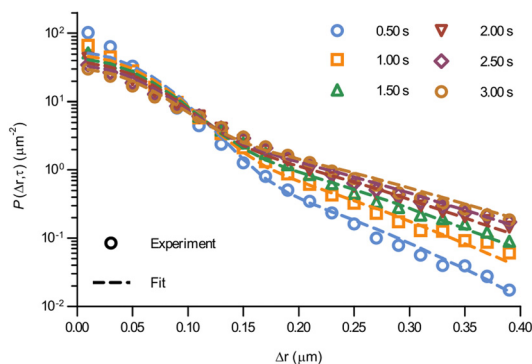 10²
10¹
10⁰
10⁻¹
10⁻²
P(Δr,τ) (μm⁻²)
0.50 s
1.00 s
1.50 s
2.00 s
2.50 s
3.00 s
Experiment
Fit
0.00 0.05 0.10 0.15 0.20 0.25 0.30 0.35 0.40
Δr (μm)